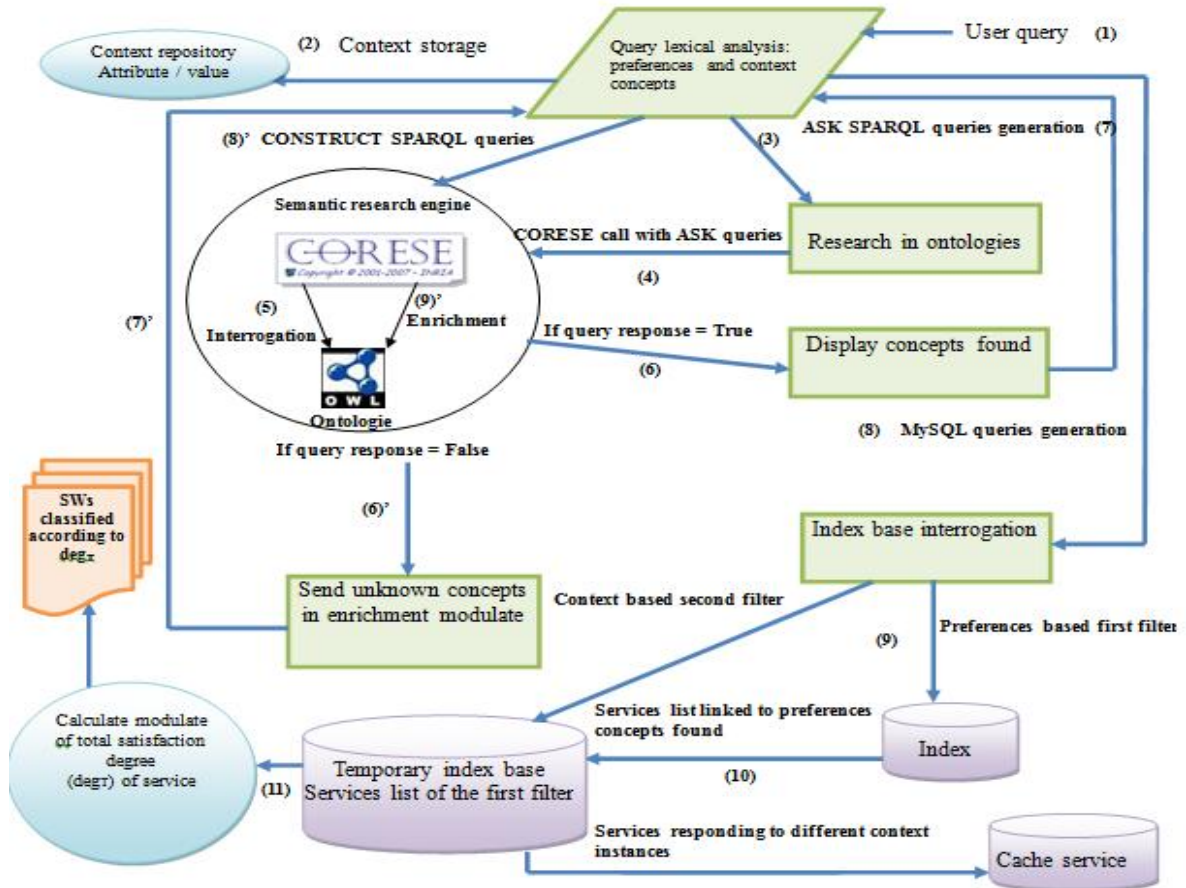 (2) Context storage
Context repository
Attribute / value
Query lexical analysis:
preferences and context
concepts
User query (1)
(8)’ CONSTRUCT SPARQL queries
(3)
ASK SPARQL queries generation (7)
Semantic research engine
CORESE
Copyright © 2001-2007 - INRIA
CORESE call with ASK queries
(4)
Research in ontologies
(5)
Interrogation
(9)’
Enrichment
OWL
Ontologie
(7)’
If query response = True
(6)
Display concepts found
If query response = False
(6)’
(8) MySQL queries generation
SWs
classified
according to
degT
Send unknown concepts
in enrichment modulate
Index base interrogation
Context based second filter
(9)
Preferences based first filter
Calculate modulate
of total satisfaction
degree
(degT) of service
(11)
Temporary index base
Services list of the first filter
Services list linked to preferences
concepts found
(10)
Index
Services responding to different context
instances
Cache service